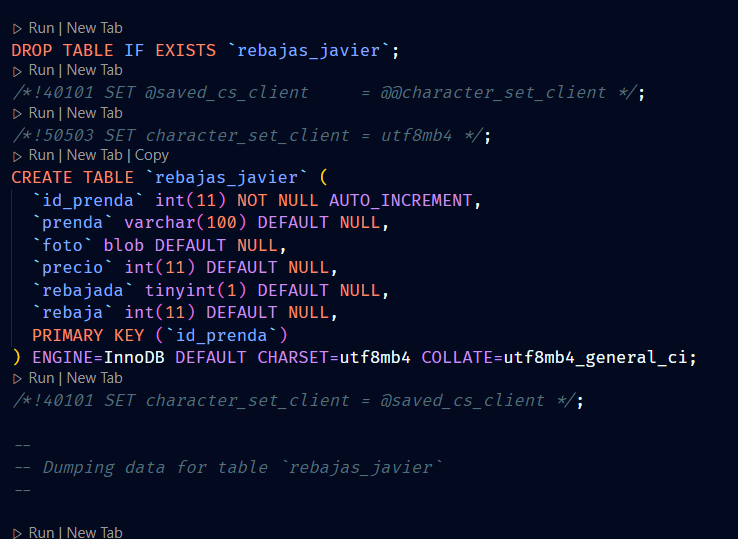 ▷ Run | New Tab
DROP TABLE IF EXISTS `rebajas_javier`;
▷ Run | New Tab
/*!40101 SET @saved_cs_client     = @@character_set_client */;
▷ Run | New Tab
/*!50503 SET character_set_client = utf8mb4 */;
▷ Run | New Tab | Copy
CREATE TABLE `rebajas_javier` (
  `id_prenda` int(11) NOT NULL AUTO_INCREMENT,
  `prenda` varchar(100) DEFAULT NULL,
  `foto` blob DEFAULT NULL,
  `precio` int(11) DEFAULT NULL,
  `rebajada` tinyint(1) DEFAULT NULL,
  `rebaja` int(11) DEFAULT NULL,
  PRIMARY KEY (`id_prenda`)
) ENGINE=InnoDB DEFAULT CHARSET=utf8mb4 COLLATE=utf8mb4_general_ci;
▷ Run | New Tab
/*!40101 SET character_set_client = @saved_cs_client */;
--
-- Dumping data for table `rebajas_javier`
--
▷ Run | New Tab